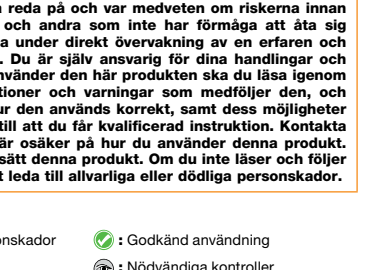 reda på och var medveten om riskerna innan
och andra som inte har förmåga att åta sig
a under direkt övervakning av en erfaren och
. Du är själv ansvarig för dina handlingar och
nvänder den här produkten ska du läsa igenom
tioner och varningar som medföljer den, och
ur den används korrekt, samt dess möjligheter
till att du får kvalificerad instruktion. Kontakta
är osäker på hur du använder denna produkt.
sätt denna produkt. Om du inte läser och följer
t leda till allvarliga eller dödliga personskador.
onskador
: Godkänd användning
: Nödvändiga kontroller